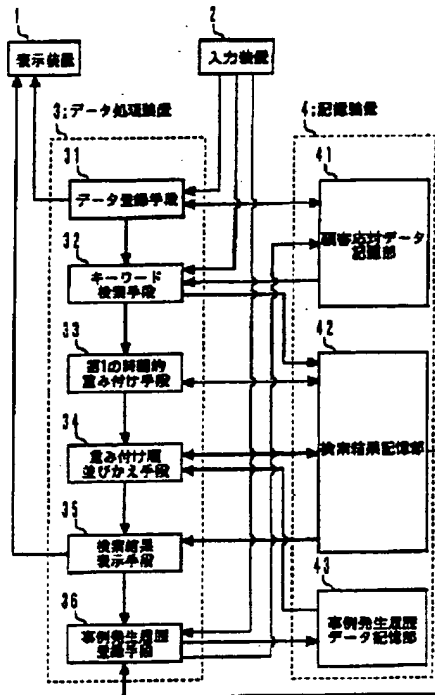 1
表示装置
2
入力装置
3:データ処理装置
31
データ登録手段
32
キーワード
検索手段
33
第1の時間的
重み付け手段
34
重み付け順
並びかえ手段
35
検索結果
表示手段
36
事例発生履歴
登録手段
4:記憶装置
41
顧客応対データ
記憶部
42
検索結果記憶部
43
事例発生履歴
データ記憶部